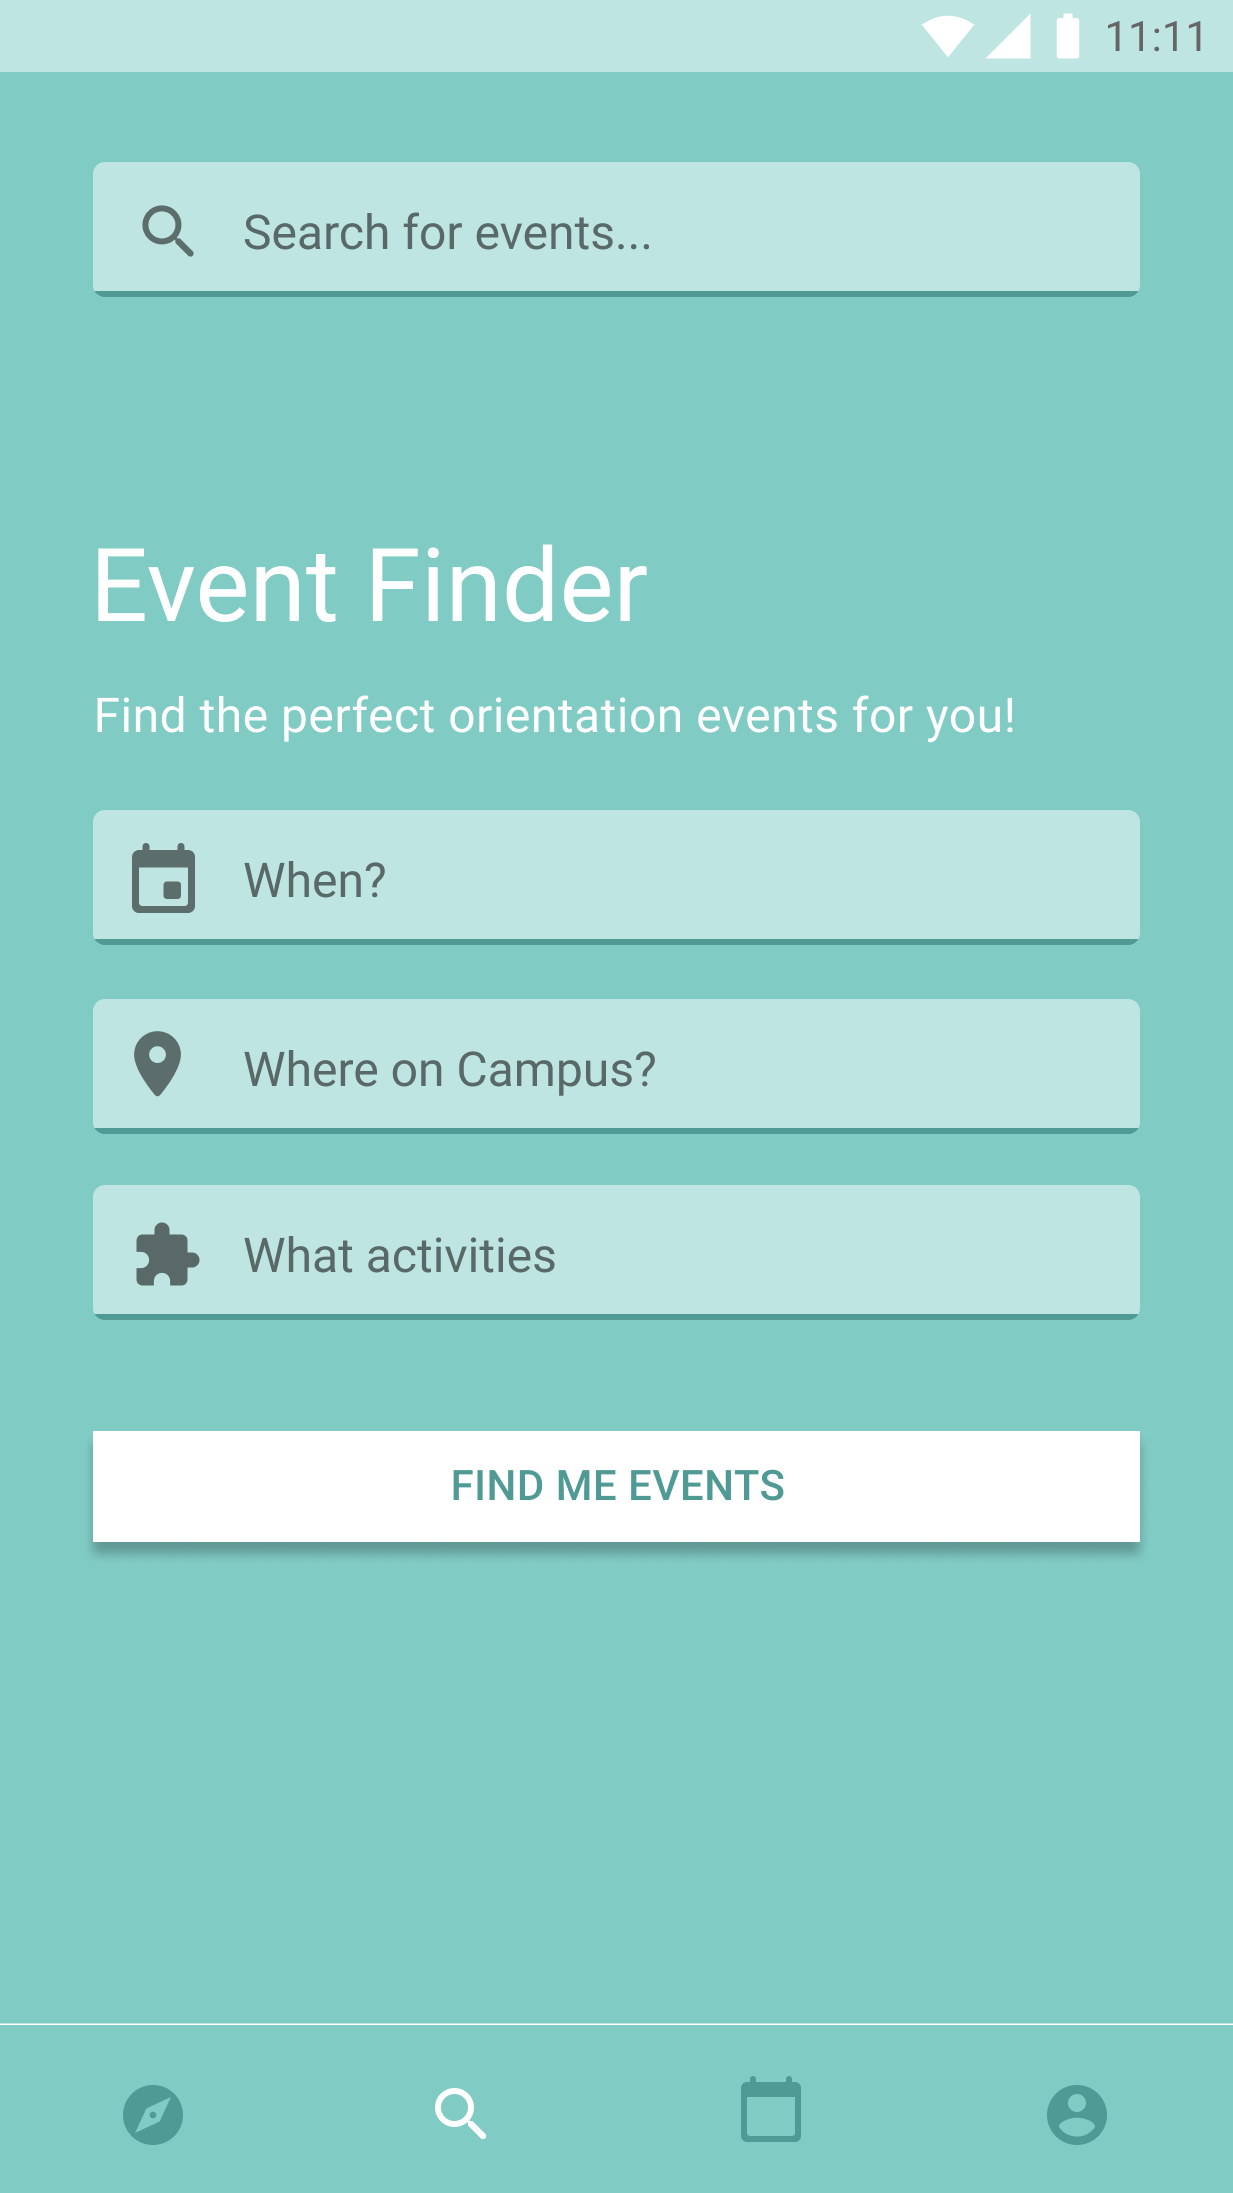 11:11
Search for events...
Event Finder
Find the perfect orientation events for you!
When?
Where on Campus?
What activities
FIND ME EVENTS